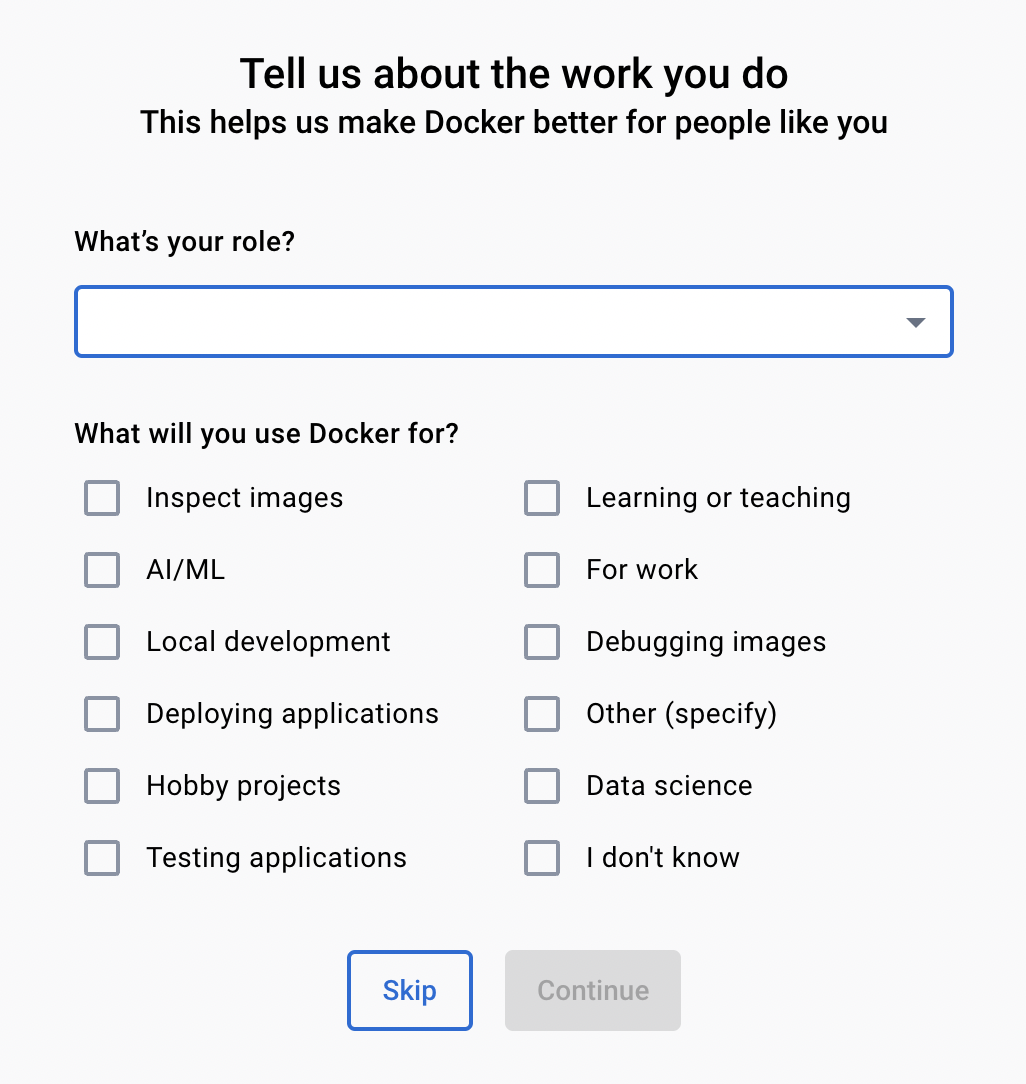 Tell us about the work you do
This helps us make Docker better for people like you
What’s your role?
What will you use Docker for?
Inspect images
Learning or teaching
AI/ML
For work
Local development
Debugging images
Deploying applications
Other (specify)
Hobby projects
Data science
Testing applications
I don't know
Skip
Continue